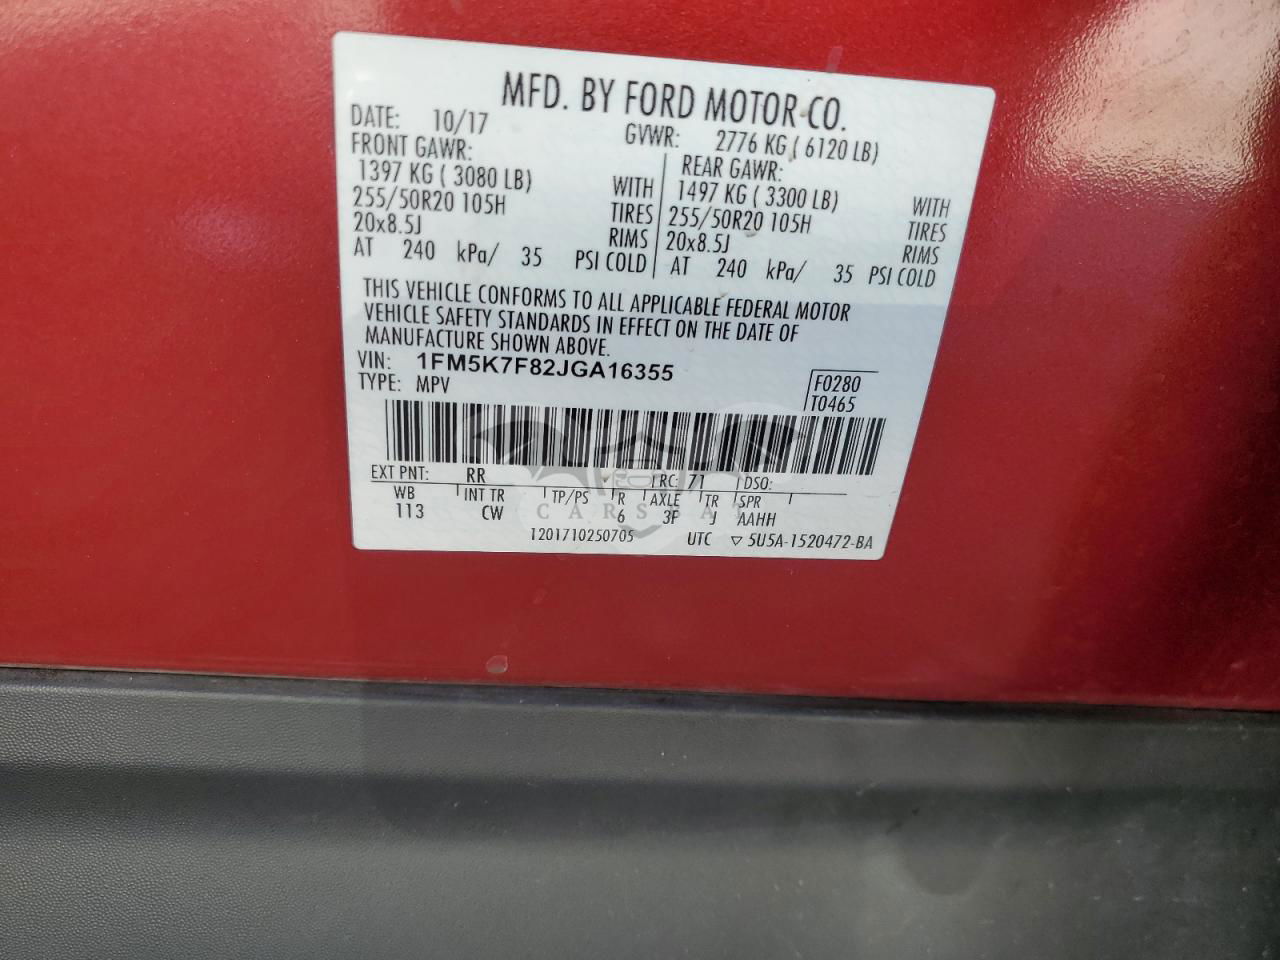 MFD. BY FORD MOTOR CO.
DATE: 10/17 GVWR: 2776 KG ( 6120 LB)
FRONT GAWR: REAR GAWR:
1397 KG ( 3080 LB) WITH 1497 KG ( 3300 LB) WITH
255/50R20 105H TIRES 255/50R20 105H TIRES
20x8.5J RIMS 20x8.5J RIMS
AT 240 kPa/ 35 PSI COLD AT 240 kPa/ 35 PSI COLD
THIS VEHICLE CONFORMS TO ALL APPLICABLE FEDERAL MOTOR
VEHICLE SAFETY STANDARDS IN EFFECT ON THE DATE OF
MANUFACTURE SHOWN ABOVE.
VIN: 1FM5K7F82JGA16355
TYPE: MPV
F0280
T0465
EXT PNT: RR RC: 71 DSO:
WB INT TR TP/PS R AXLE TR SPR
113 CW 6 3F J AAHH
1201710250705 UTC ▽ 5U5A-1520472-BA